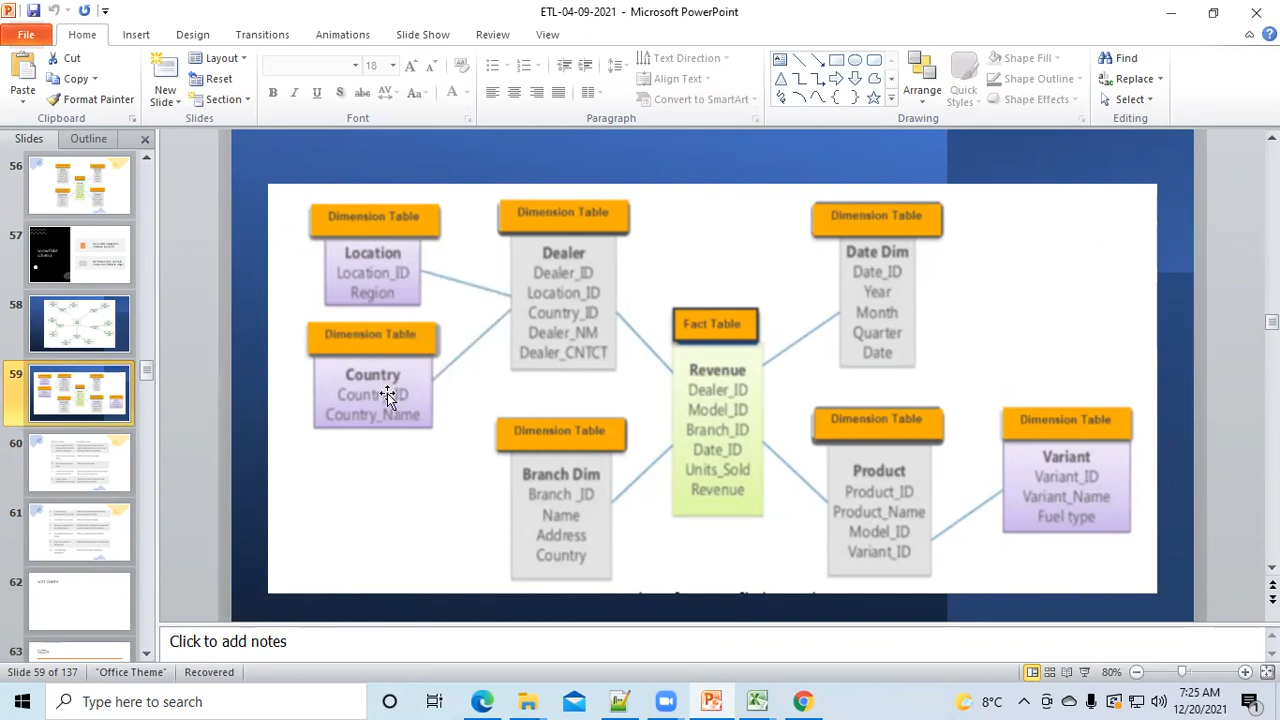 ETL-04-09-2021 - Microsoft PowerPoint
File Home Insert Design Transitions Animations Slide Show Review View
Paste
Cut
Copy
Format Painter
Clipboard
New Slide
Layout
Reset
Section
Slides
18
B I U S abc AV Aa A
Font
Text Direction
Align Text
Convert to SmartArt
Paragraph
Arrange
Quick Styles
Shape Fill
Shape Outline
Shape Effects
Drawing
Find
Replace
Select
Editing
Slides Outline
56
57
58
59
60
61
62
63
Dimension Table
Location
Location_ID
Region
Dimension Table
Country
Country_ID
Country_Name
Dimension Table
Dealer
Dealer_ID
Location_ID
Country_ID
Dealer_NM
Dealer_CNTCT
Dimension Table
Branch Dim
Branch _ID
Name
Address
Country
Fact Table
Revenue
Dealer_ID
Model_ID
Branch_ID
Date_ID
Units_Sold
Revenue
Dimension Table
Date Dim
Date_ID
Year
Month
Quarter
Date
Dimension Table
Product
Product_ID
Product_Name
Model_ID
Variant_ID
Dimension Table
Variant
Variant_ID
Variant_Name
Fuel type
Click to add notes
Slide 59 of 137 "Office Theme" Recovered 80%
Type here to search
8°C
7:25 AM
12/20/2021